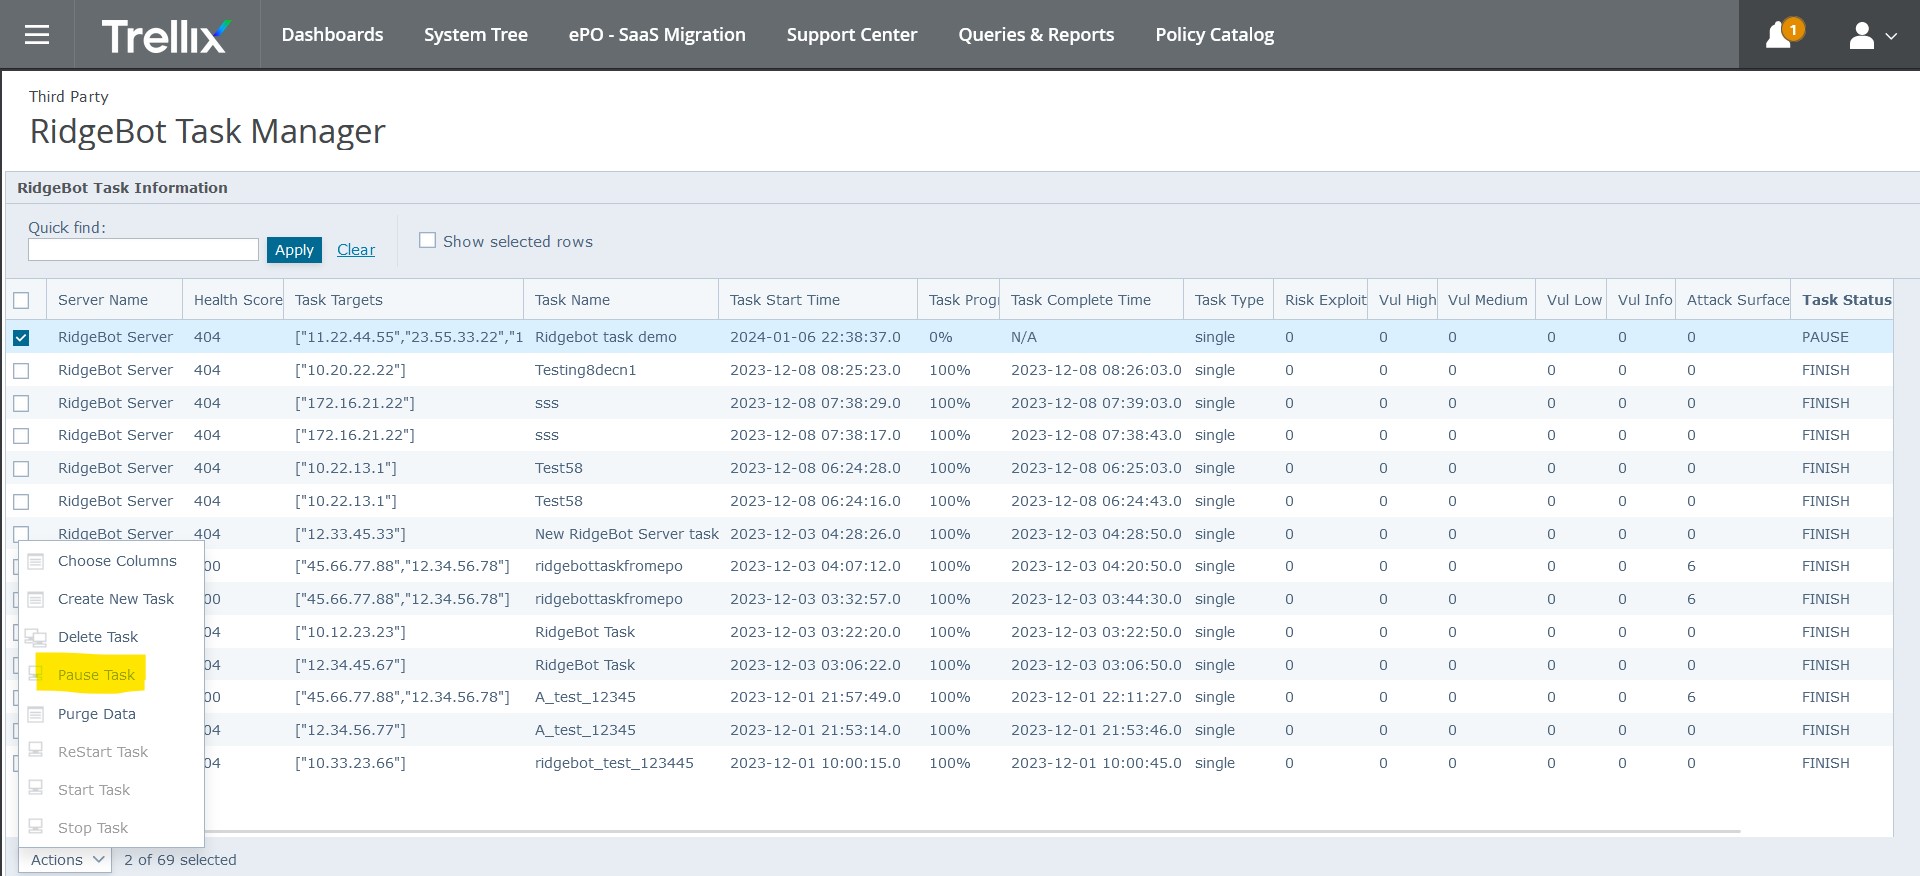 Trellix Dashboards System Tree ePO - SaaS Migration Support Center Queries & Reports Policy Catalog 1
Third Party
RidgeBot Task Manager
RidgeBot Task Information
Quick find:
Apply Clear Show selected rows
Server Name Health Score Task Targets Task Name Task Start Time Task Progr Task Complete Time Task Type Risk Exploit Vul High Vul Medium Vul Low Vul Info Attack Surface Task Status
RidgeBot Server 404 ["11.22.44.55","23.55.33.22","1 Ridgebot task demo 2024-01-06 22:38:37.0 0% N/A single 0 0 0 0 0 0 PAUSE
RidgeBot Server 404 ["10.20.22.22"] Testing8decn1 2023-12-08 08:25:23.0 100% 2023-12-08 08:26:03.0 single 0 0 0 0 0 0 FINISH
RidgeBot Server 404 ["172.16.21.22"] sss 2023-12-08 07:38:29.0 100% 2023-12-08 07:39:03.0 single 0 0 0 0 0 0 FINISH
RidgeBot Server 404 ["172.16.21.22"] sss 2023-12-08 07:38:17.0 100% 2023-12-08 07:38:43.0 single 0 0 0 0 0 0 FINISH
RidgeBot Server 404 ["10.22.13.1"] Test58 2023-12-08 06:24:28.0 100% 2023-12-08 06:25:03.0 single 0 0 0 0 0 0 FINISH
RidgeBot Server 404 ["10.22.13.1"] Test58 2023-12-08 06:24:16.0 100% 2023-12-08 06:24:43.0 single 0 0 0 0 0 0 FINISH
RidgeBot Server 404 ["12.33.45.33"] New RidgeBot Server task 2023-12-03 04:28:26.0 100% 2023-12-03 04:28:50.0 single 0 0 0 0 0 0 FINISH
00 ["45.66.77.88","12.34.56.78"] ridgebottaskfromepo 2023-12-03 04:07:12.0 100% 2023-12-03 04:20:50.0 single 0 0 0 0 0 6 FINISH
00 ["45.66.77.88","12.34.56.78"] ridgebottaskfromepo 2023-12-03 03:32:57.0 100% 2023-12-03 03:44:30.0 single 0 0 0 0 0 6 FINISH
04 ["10.12.23.23"] RidgeBot Task 2023-12-03 03:22:20.0 100% 2023-12-03 03:22:50.0 single 0 0 0 0 0 0 FINISH
04 ["12.34.45.67"] RidgeBot Task 2023-12-03 03:06:22.0 100% 2023-12-03 03:06:50.0 single 0 0 0 0 0 0 FINISH
00 ["45.66.77.88","12.34.56.78"] A_test_12345 2023-12-01 21:57:49.0 100% 2023-12-01 22:11:27.0 single 0 0 0 0 0 6 FINISH
04 ["12.34.56.77"] A_test_12345 2023-12-01 21:53:14.0 100% 2023-12-01 21:53:46.0 single 0 0 0 0 0 0 FINISH
04 ["10.33.23.66"] ridgebot_test_123445 2023-12-01 10:00:15.0 100% 2023-12-01 10:00:45.0 single 0 0 0 0 0 0 FINISH
Choose Columns
Create New Task
Delete Task
Pause Task
Purge Data
ReStart Task
Start Task
Stop Task
Actions 2 of 69 selected